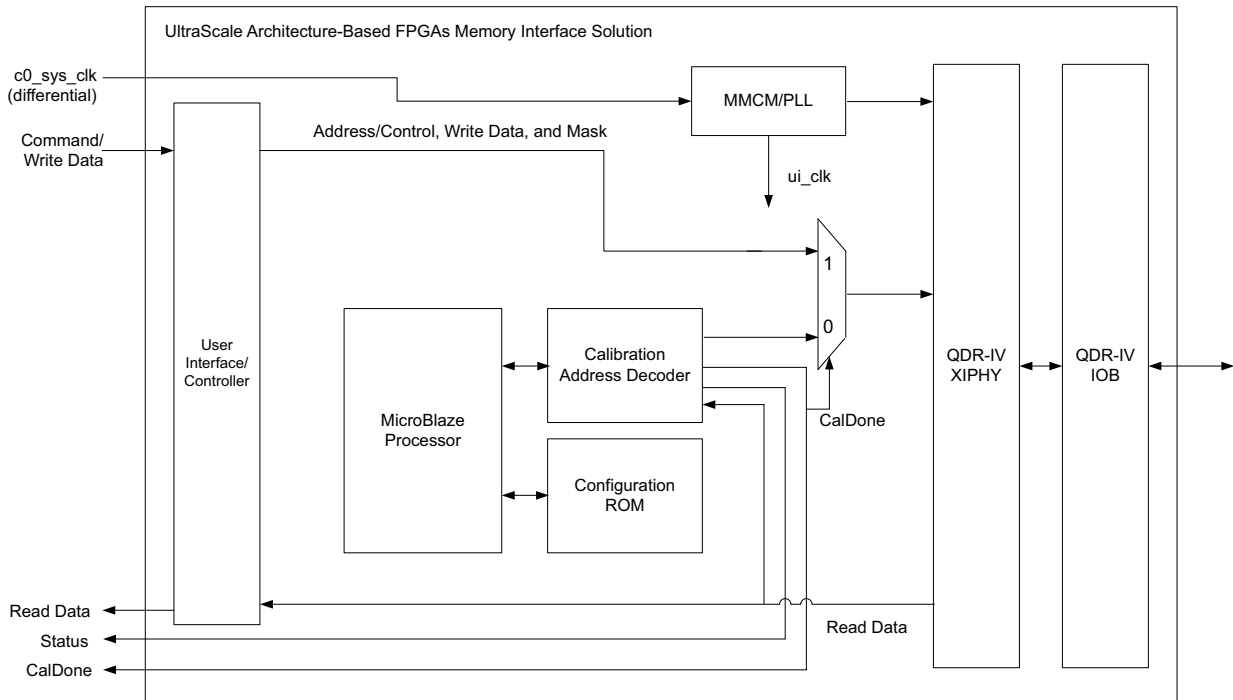 UltraScale Architecture-Based FPGAs Memory Interface Solution
c0_sys_clk
(differential)
MMCM/PLL
Command/
Write Data
Address/Control, Write Data, and Mask
ui_clk
1
0
User
Interface/
Controller
MicroBlaze
Processor
Calibration
Address Decoder
Configuration
ROM
CalDone
QDR-IV
XIPHY
QDR-IV
IOB
Read Data
Read Data
Status
CalDone